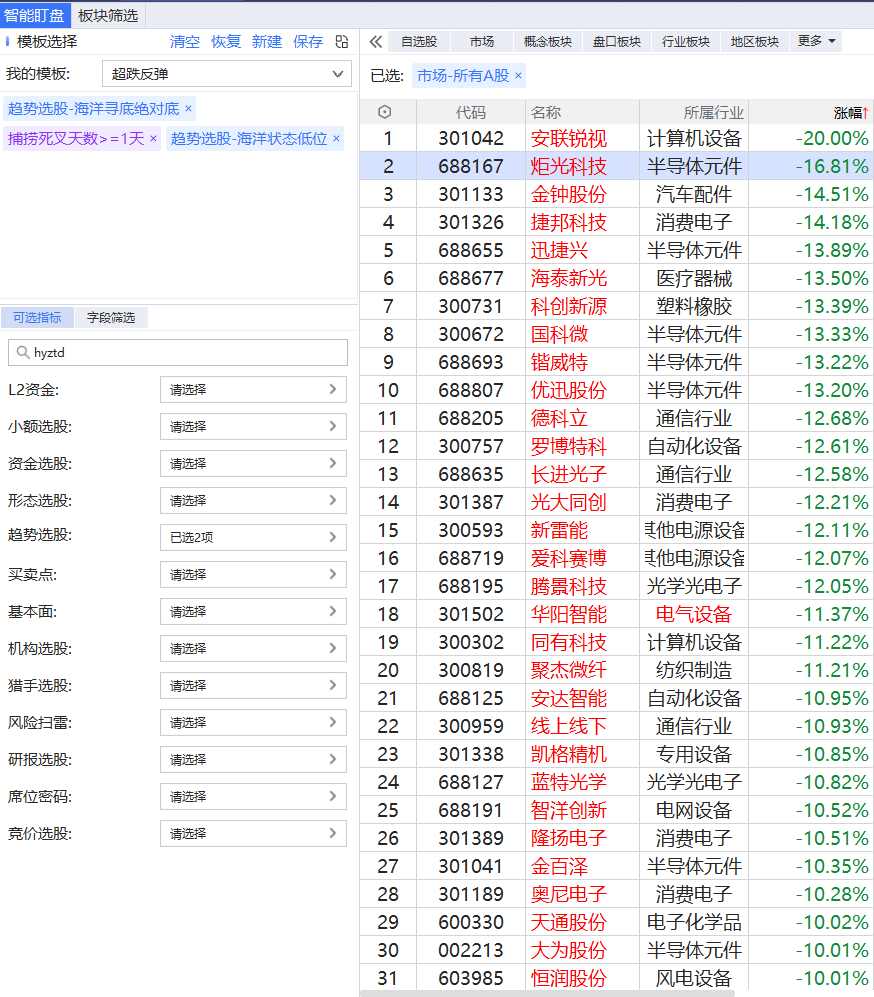 智能盯盘 板块筛选
模板选择 清空 恢复 新建 保存
我的模板: 超跌反弹
趋势选股-海洋寻底绝对底 ×
捕捞死叉天数>=1天 × 趋势选股-海洋状态低位 ×
可选指标 字段筛选
hyztd
L2资金: 请选择
小额选股: 请选择
资金选股: 请选择
形态选股: 请选择
趋势选股: 已选2项
买卖点: 请选择
基本面: 请选择
机构选股: 请选择
猎手选股: 请选择
风险扫雷: 请选择
研报选股: 请选择
席位密码: 请选择
竞价选股: 请选择
自选股 市场 概念板块 盘口板块 行业板块 地区板块 更多
已选: 市场-所有A股 ×
代码 名称 所属行业 涨幅↑
1 301042 安联锐视 计算机设备 -20.00%
2 688167 炬光科技 半导体元件 -16.81%
3 301133 金钟股份 汽车配件 -14.51%
4 301326 捷邦科技 消费电子 -14.18%
5 688655 迅捷兴 半导体元件 -13.89%
6 688677 海泰新光 医疗器械 -13.50%
7 300731 科创新源 塑料橡胶 -13.39%
8 300672 国科微 半导体元件 -13.33%
9 688693 锴威特 半导体元件 -13.22%
10 688807 优迅股份 半导体元件 -13.20%
11 688205 德科立 通信行业 -12.68%
12 300757 罗博特科 自动化设备 -12.61%
13 688635 长进光子 通信行业 -12.58%
14 301387 光大同创 消费电子 -12.21%
15 300593 新雷能 其他电源设备 -12.11%
16 688719 爱科赛博 其他电源设备 -12.07%
17 688195 腾景科技 光学光电子 -12.05%
18 301502 华阳智能 电气设备 -11.37%
19 300302 同有科技 计算机设备 -11.22%
20 300819 聚杰微纤 纺织制造 -11.21%
21 688125 安达智能 自动化设备 -10.95%
22 300959 线上线下 通信行业 -10.93%
23 301338 凯格精机 专用设备 -10.85%
24 688127 蓝特光学 光学光电子 -10.82%
25 688191 智洋创新 电网设备 -10.52%
26 301389 隆扬电子 消费电子 -10.51%
27 301041 金百泽 半导体元件 -10.35%
28 301189 奥尼电子 消费电子 -10.28%
29 600330 天通股份 电子化学品 -10.02%
30 002213 大为股份 半导体元件 -10.01%
31 603985 恒润股份 风电设备 -10.01%